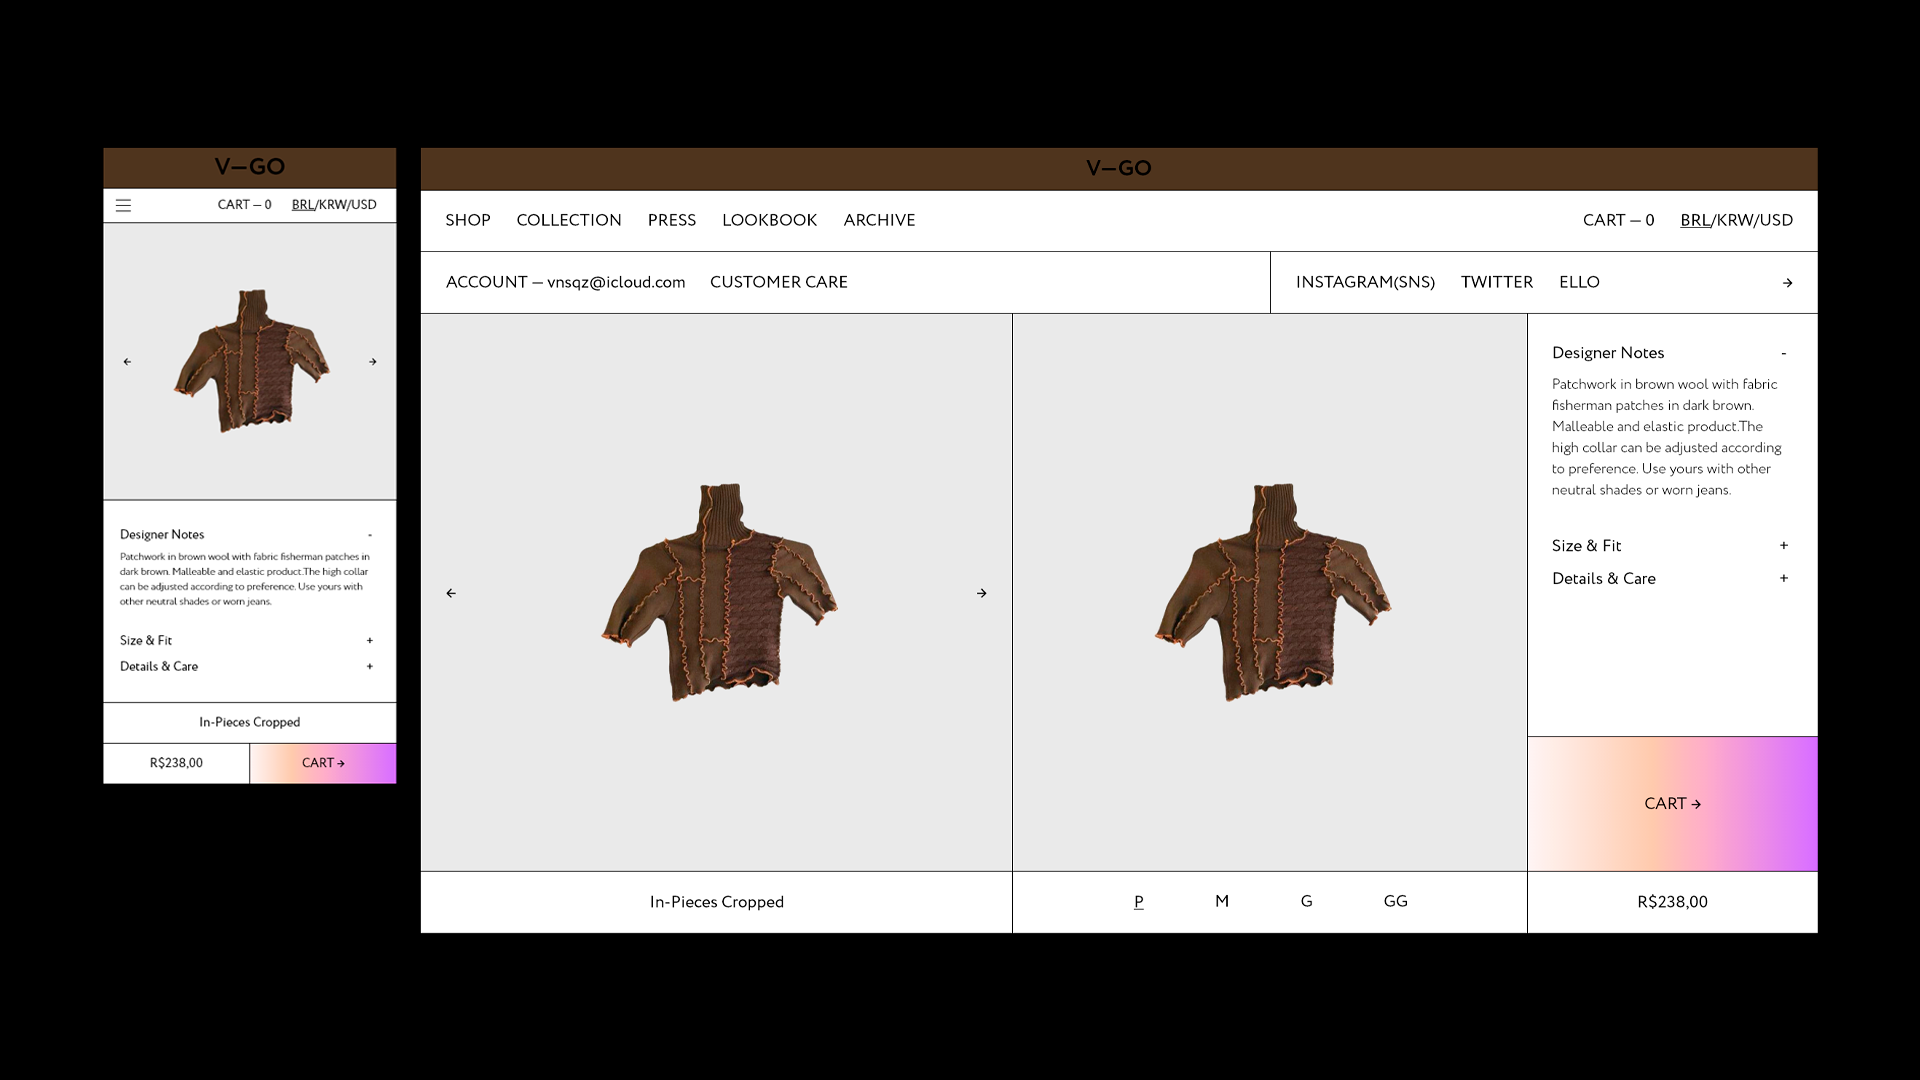 V—GO
CART — 0 BRL/KRW/USD
← →
Designer Notes -
Patchwork in brown wool with fabric fisherman patches in
dark brown. Malleable and elastic product.The high collar
can be adjusted according to preference. Use yours with
other neutral shades or worn jeans.
Size & Fit +
Details & Care +
In-Pieces Cropped
R$238,00 CART →
V—GO
SHOP COLLECTION PRESS LOOKBOOK ARCHIVE CART — 0 BRL/KRW/USD
ACCOUNT — vnsqz@icloud.com CUSTOMER CARE INSTAGRAM(SNS) TWITTER ELLO →
← →
Designer Notes -
Patchwork in brown wool with fabric
fisherman patches in dark brown.
Malleable and elastic product.The
high collar can be adjusted according
to preference. Use yours with other
neutral shades or worn jeans.
Size & Fit +
Details & Care +
CART →
In-Pieces Cropped P M G GG R$238,00